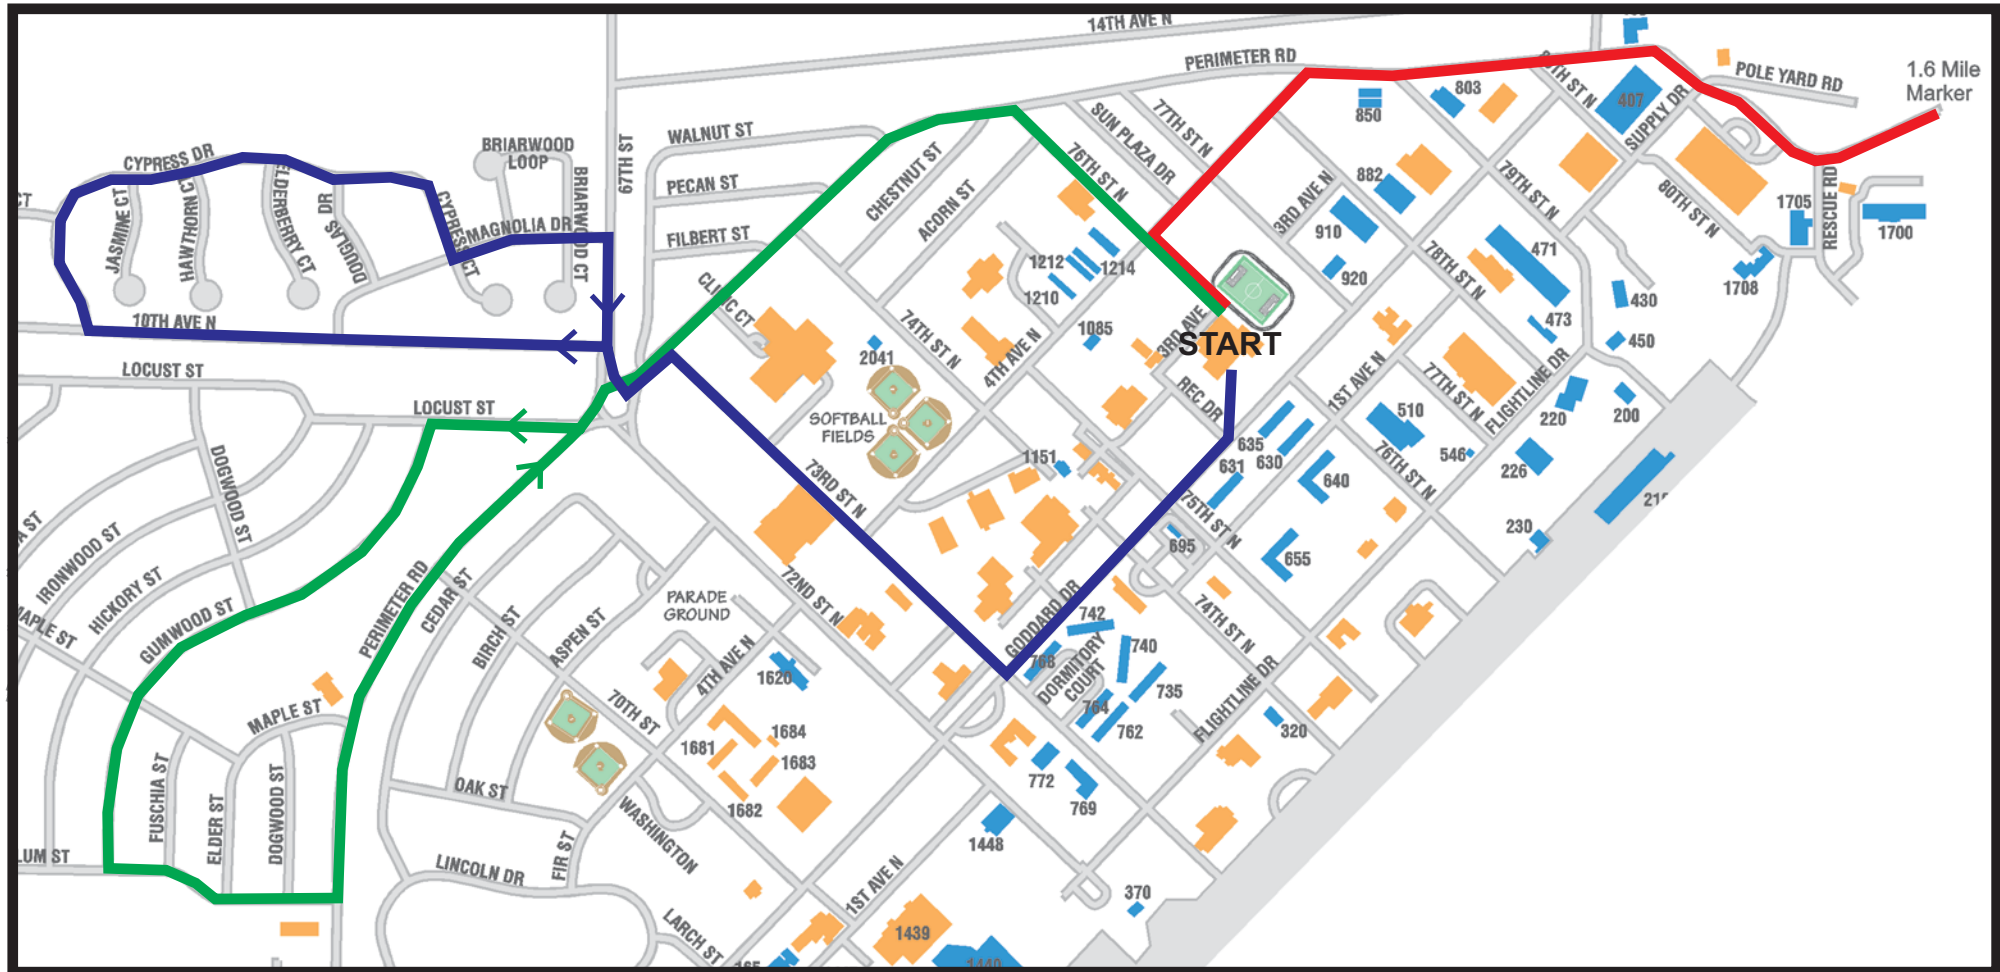 14TH AVE N
PERIMETER RD
POLE YARD RD
1.6 Mile
Marker
803
850
407
SUPPLY DR
77TH ST N
SUN PLAZA DR
76TH ST N
WALNUT ST
67TH ST
PECAN ST
FILBERT ST
CHESTNUT ST
ACORN ST
BRIARWOOD
LOOP
BRIARWOOD CT
CYPRESS DR
CYPRESS CT
MAGNOLIA DR
JASMINE CT
HAWTHORN CT
ELDERBERRY CT
DOUGLAS DR
CT
10TH AVE N
882
3RD AVE N
910
920
79TH ST N
80TH ST N
78TH ST N
471
473
430
450
1705
RESCUE RD
1700
1708
1212
1214
1210
1085
CLINIC CT
74TH ST N
4TH AVE N
2041
3RD AVE
START
REC DR
SOFTBALL
FIELDS
1ST AVE N
77TH ST N
FLIGHTLINE DR
220
200
510
546
226
76TH ST N
635
630
631
640
655
230
75TH ST N
695
1151
73RD ST N
72ND ST N
LOCUST ST
LOCUST ST
DOGWOOD ST
IRONWOOD ST
HICKORY ST
MAPLE ST
GUMWOOD ST
PERIMETER RD
CEDAR ST
BIRCH ST
ASPEN ST
PARADE
GROUND
4TH AVE N
1620
70TH ST
GODDARD DR
742
740
768
DORMITORY
COURT
735
764
762
74TH ST N
FLIGHTLINE DR
320
772
769
1684
1681
1683
1682
MAPLE ST
FUSCHIA ST
ELDER ST
DOGWOOD ST
OAK ST
WASHINGTON
FIR ST
LINCOLN DR
LARCH ST
1448
1ST AVE N
370
1439
1440
LUM ST